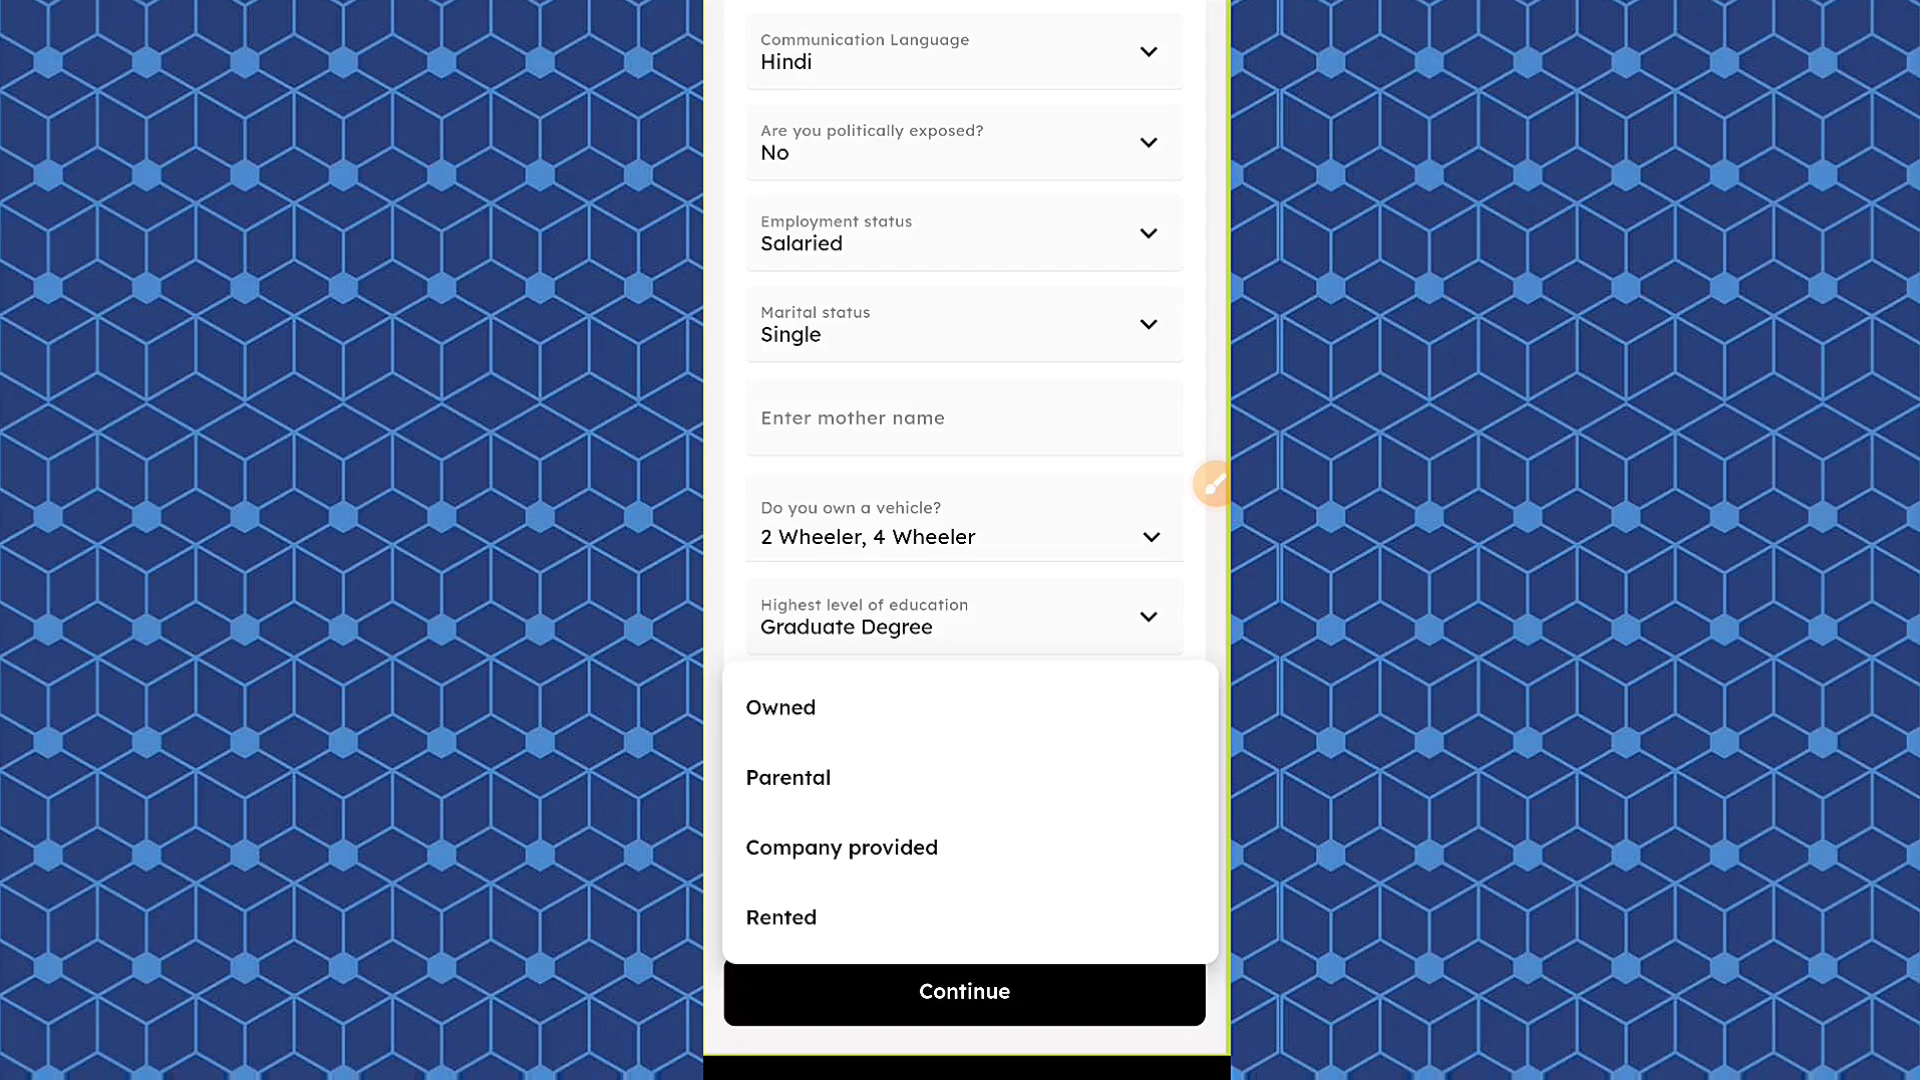 Communication Language
Hindi
Are you politically exposed?
No
Employment status
Salaried
Marital status
Single
Enter mother name
Do you own a vehicle?
2 Wheeler, 4 Wheeler
Highest level of education
Graduate Degree
Owned
Parental
Company provided
Rented
Continue